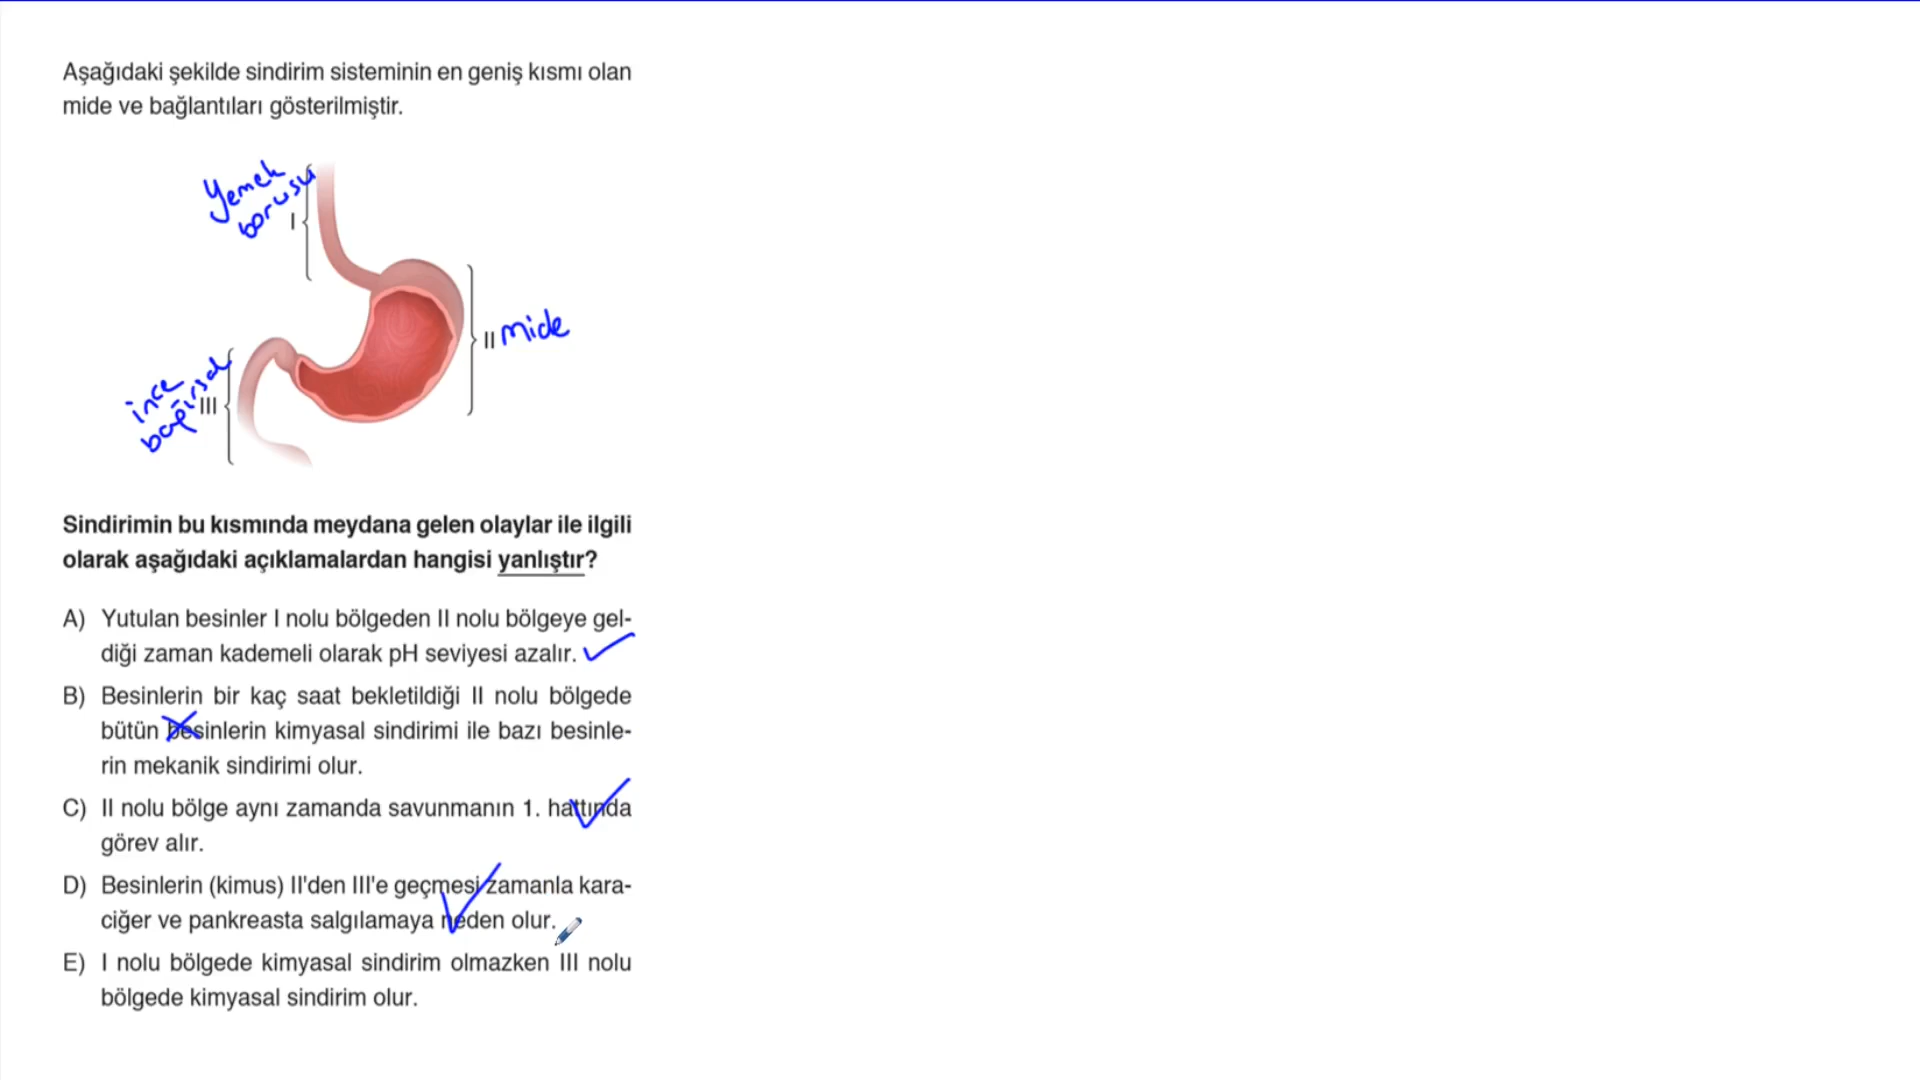 Aşağıdaki şekilde sindirim sisteminin en geniş kısmı olan
mide ve bağlantıları gösterilmiştir.
Yemek
borusu
I
II mide
ince
bağırsak
III
Sindirimin bu kısmında meydana gelen olaylar ile ilgili
olarak aşağıdaki açıklamalardan hangisi yanlıştır?
A) Yutulan besinler I nolu bölgeden II nolu bölgeye gel-
diği zaman kademeli olarak pH seviyesi azalır.
B) Besinlerin bir kaç saat bekletildiği II nolu bölgede
bütün besinlerin kimyasal sindirimi ile bazı besinle-
rin mekanik sindirimi olur.
C) II nolu bölge aynı zamanda savunmanın 1. hattında
görev alır.
D) Besinlerin (kimus) II'den III'e geçmesi zamanla kara-
ciğer ve pankreasta salgılamaya neden olur.
E) I nolu bölgede kimyasal sindirim olmazken III nolu
bölgede kimyasal sindirim olur.